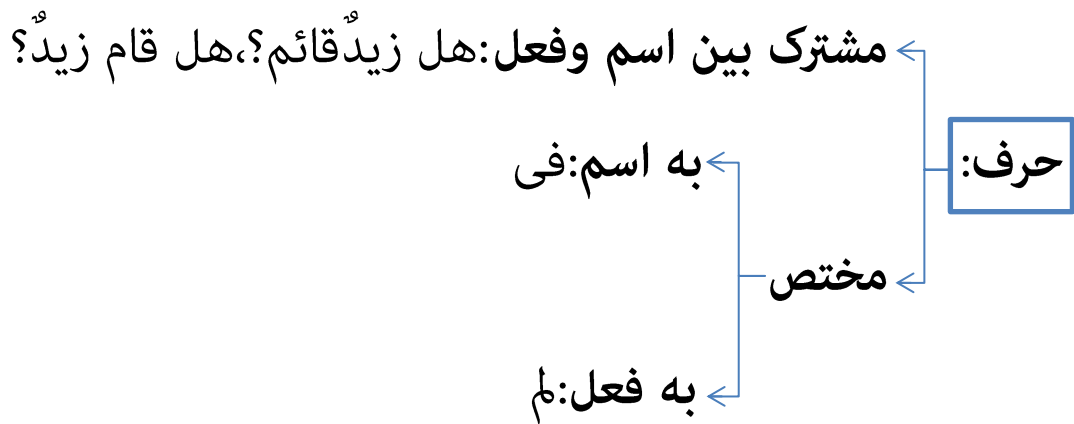 مشترک بین اسم وفعل:هل زیدٌقائم؟،هل قام زیدٌ؟
حرف:
به اسم:فی
مختص
به فعل:لم